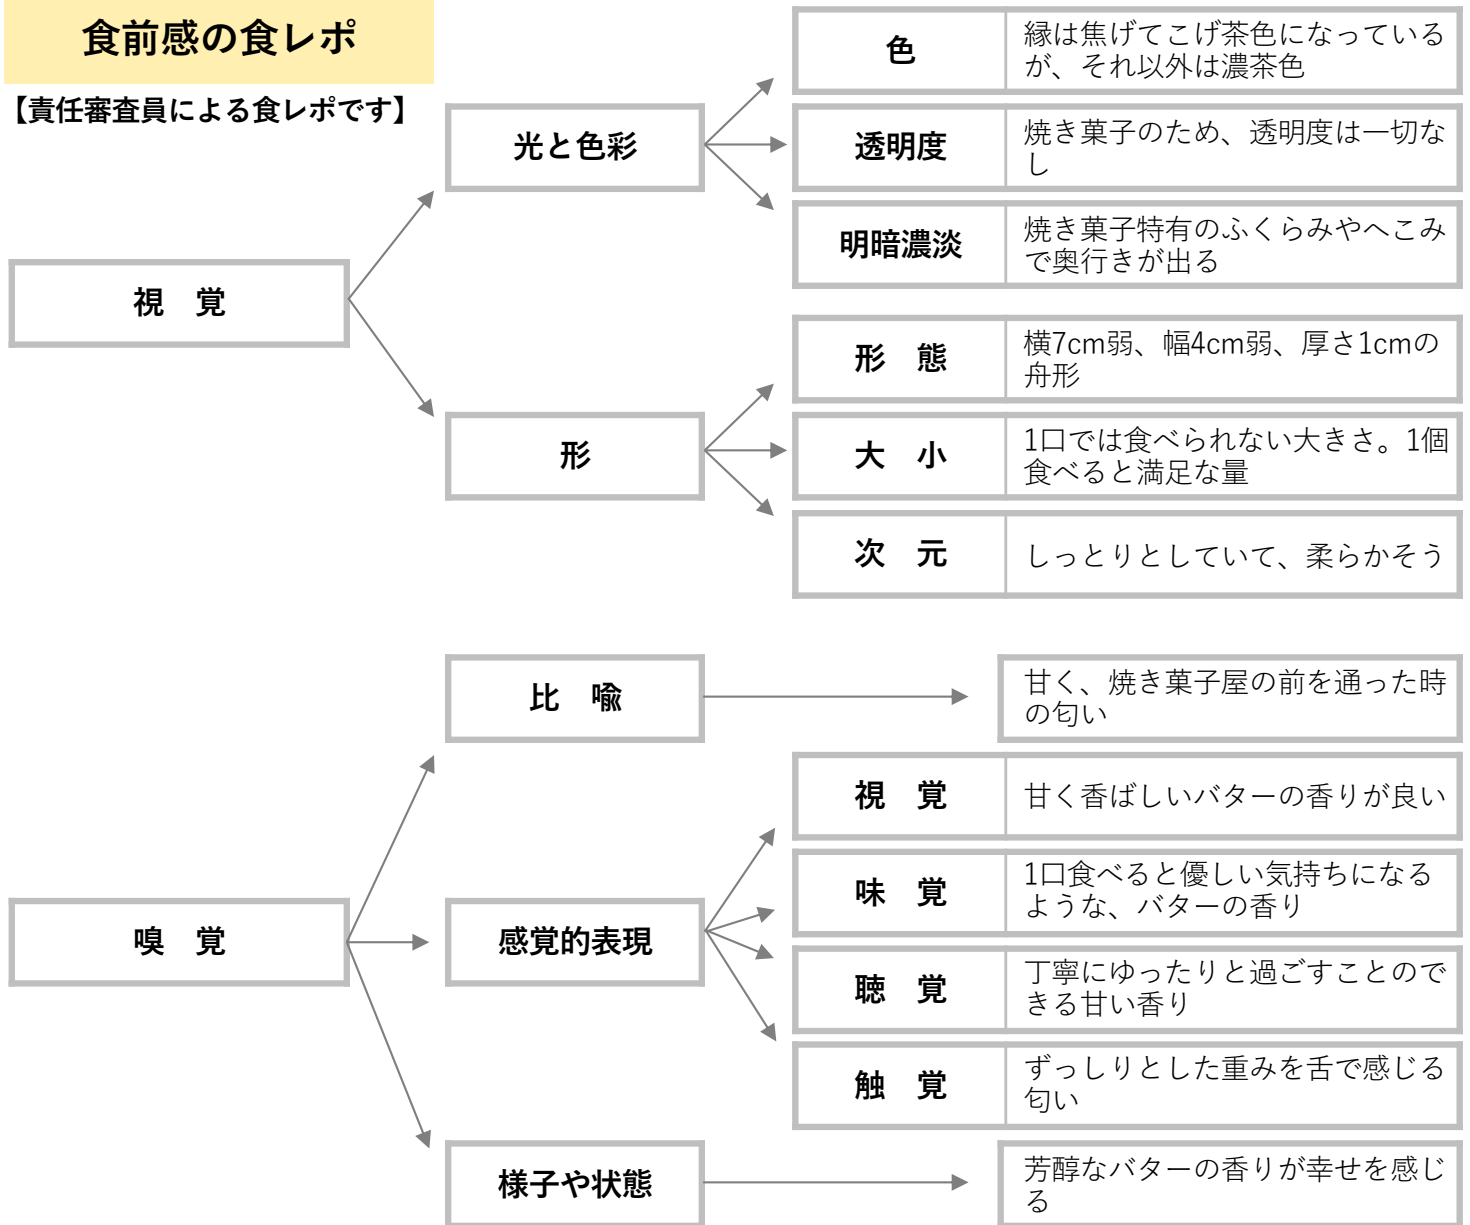 食前感の食レポ
【責任審査員による食レポです】
視　覚
光と色彩
色
縁は焦げてこげ茶色になっている
が、それ以外は濃茶色
透明度
焼き菓子のため、透明度は一切な
し
明暗濃淡
焼き菓子特有のふくらみやへこみ
で奥行きが出る
形
形　態
横7cm弱、幅4cm弱、厚さ1cmの
舟形
大　小
1口では食べられない大きさ。1個
食べると満足な量
次　元
しっとりとしていて、柔らかそう
嗅　覚
比　喩
甘く、焼き菓子屋の前を通った時
の匂い
感覚的表現
視　覚
甘く香ばしいバターの香りが良い
味　覚
1口食べると優しい気持ちになる
ような、バターの香り
聴　覚
丁寧にゆったりと過ごすことので
きる甘い香り
触　覚
ずっしりとした重みを舌で感じる
匂い
様子や状態
芳醇なバターの香りが幸せを感じ
る